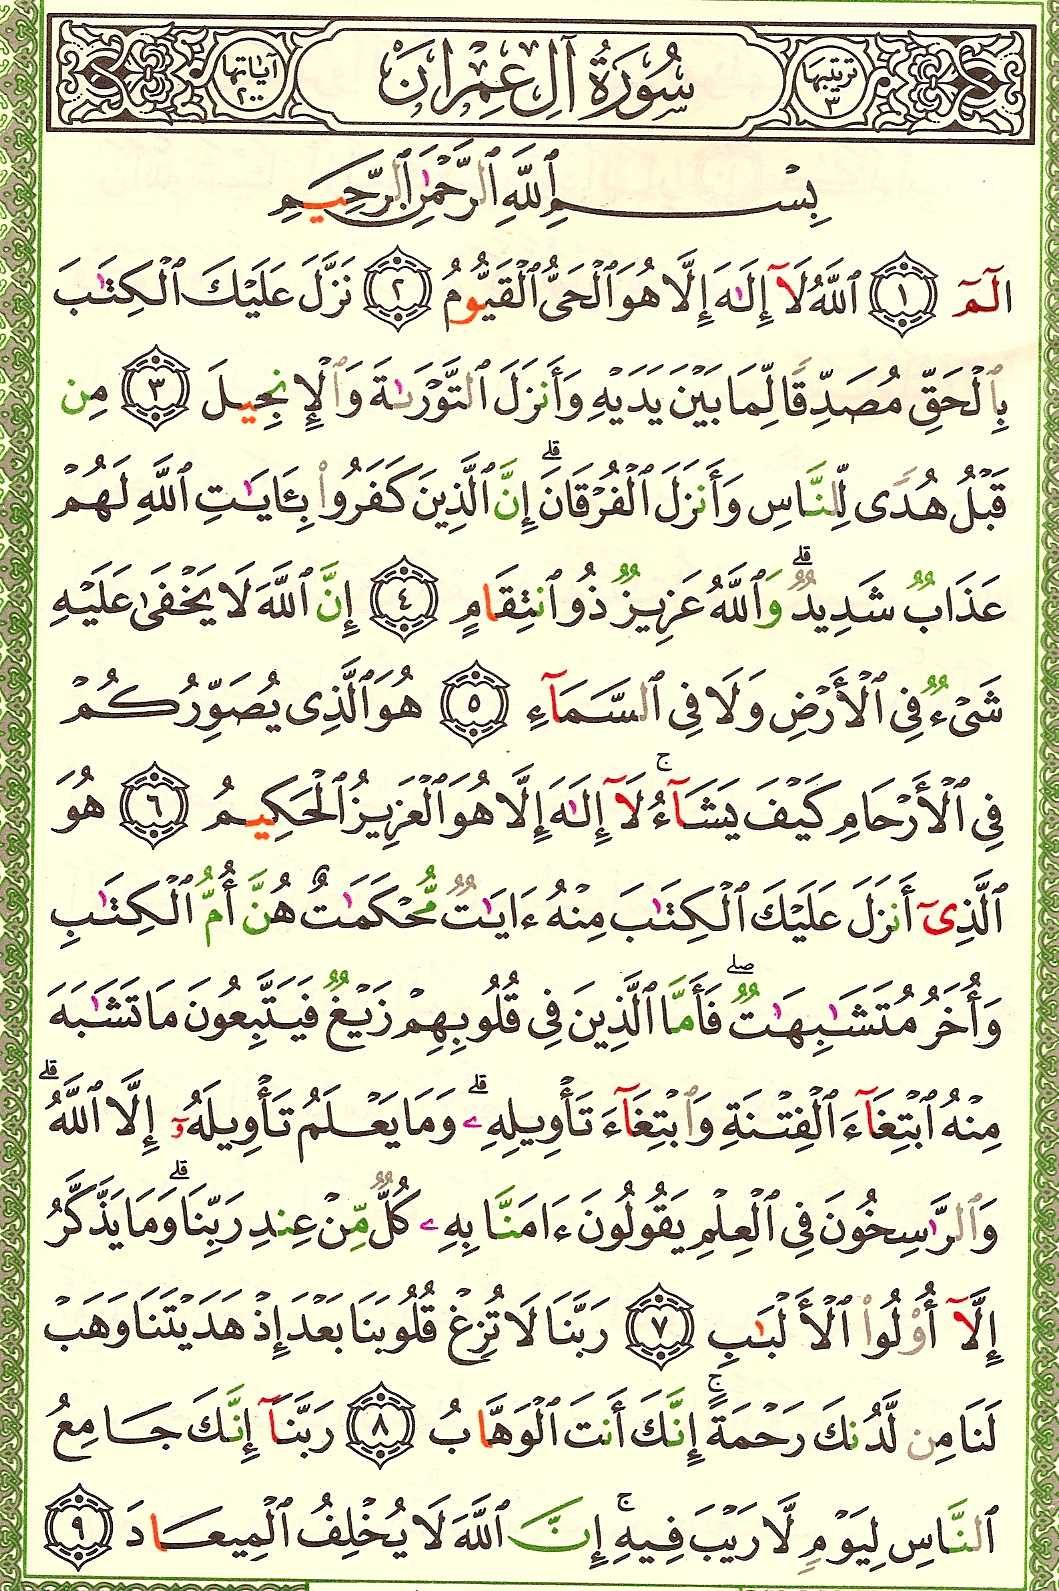 ترتيبها ٣ سُورَةُ آلِ عِمْرَانَ آيَاتُهَا ٢٠٠
بِسْمِ ٱللَّهِ ٱلرَّحْمَٰنِ ٱلرَّحِيمِ
الٓمٓ ١ ٱللَّهُ لَآ إِلَٰهَ إِلَّا هُوَ ٱلْحَىُّ ٱلْقَيُّومُ ٢ نَزَّلَ عَلَيْكَ ٱلْكِتَٰبَ
بِٱلْحَقِّ مُصَدِّقًا لِّمَا بَيْنَ يَدَيْهِ وَأَنزَلَ ٱلتَّوْرَىٰةَ وَٱلْإِنجِيلَ ٣ مِن
قَبْلُ هُدًى لِّلنَّاسِ وَأَنزَلَ ٱلْفُرْقَانَ ۗ إِنَّ ٱلَّذِينَ كَفَرُوا۟ بِـَٔايَٰتِ ٱللَّهِ لَهُمْ
عَذَابٌ شَدِيدٌ ۗ وَٱللَّهُ عَزِيزٌ ذُو ٱنتِقَامٍ ٤ إِنَّ ٱللَّهَ لَا يَخْفَىٰ عَلَيْهِ
شَىْءٌ فِى ٱلْأَرْضِ وَلَا فِى ٱلسَّمَآءِ ٥ هُوَ ٱلَّذِى يُصَوِّرُكُمْ
فِى ٱلْأَرْحَامِ كَيْفَ يَشَآءُ ۚ لَآ إِلَٰهَ إِلَّا هُوَ ٱلْعَزِيزُ ٱلْحَكِيمُ ٦ هُوَ
ٱلَّذِىٓ أَنزَلَ عَلَيْكَ ٱلْكِتَٰبَ مِنْهُ ءَايَٰتٌ مُّحْكَمَٰتٌ هُنَّ أُمُّ ٱلْكِتَٰبِ
وَأُخَرُ مُتَشَٰبِهَٰتٌ ۖ فَأَمَّا ٱلَّذِينَ فِى قُلُوبِهِمْ زَيْغٌ فَيَتَّبِعُونَ مَا تَشَٰبَهَ
مِنْهُ ٱبْتِغَآءَ ٱلْفِتْنَةِ وَٱبْتِغَآءَ تَأْوِيلِهِۦ ۗ وَمَا يَعْلَمُ تَأْوِيلَهُۥٓ إِلَّا ٱللَّهُ ۗ
وَٱلرَّٰسِخُونَ فِى ٱلْعِلْمِ يَقُولُونَ ءَامَنَّا بِهِۦ كُلٌّ مِّنْ عِندِ رَبِّنَا ۗ وَمَا يَذَّكَّرُ
إِلَّآ أُو۟لُوا۟ ٱلْأَلْبَٰبِ ٧ رَبَّنَا لَا تُزِغْ قُلُوبَنَا بَعْدَ إِذْ هَدَيْتَنَا وَهَبْ
لَنَا مِن لَّدُنكَ رَحْمَةً ۚ إِنَّكَ أَنتَ ٱلْوَهَّابُ ٨ رَبَّنَآ إِنَّكَ جَامِعُ
ٱلنَّاسِ لِيَوْمٍ لَّا رَيْبَ فِيهِ ۚ إِنَّ ٱللَّهَ لَا يُخْلِفُ ٱلْمِيعَادَ ٩